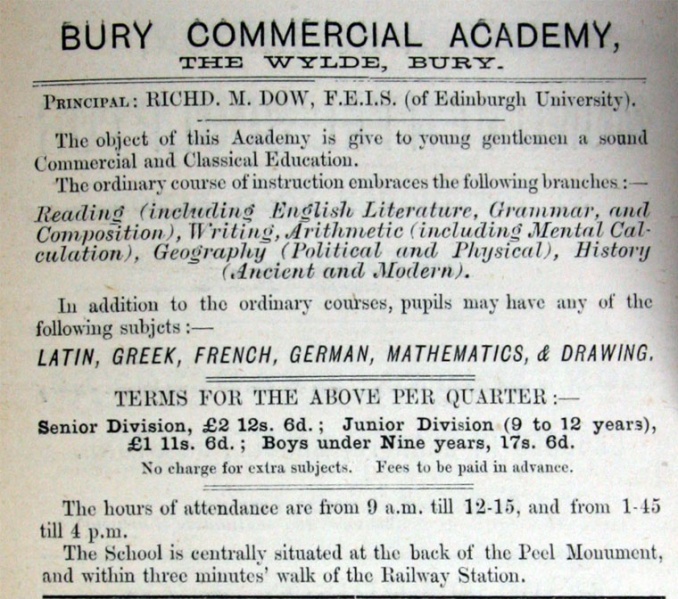 BURY COMMERCIAL ACADEMY,
THE WYLDE, BURY.
PRINCIPAL: RICHD. M. DOW, F.E.I.S. (of Edinburgh University).
The object of this Academy is give to young gentlemen a sound
Commercial and Classical Education.
The ordinary course of instruction embraces the following branches:—
Reading (including English Literature, Grammar, and
Composition), Writing, Arithmetic (including Mental Cal-
culation), Geography (Political and Physical), History
(Ancient and Modern).
In addition to the ordinary courses, pupils may have any of the
following subjets:—
LATIN, GREEK, FRENCH, GERMAN, MATHEMATICS, & DRAWING.
TERMS FOR THE ABOVE PER QUARTER:—
Senior Division, £2 12s. 6d.; Junior Division (9 to 12 years),
£1 11s. 6d.; Boys under Nine years, 17s. 6d.
No charge for extra subjects. Fees to be paid in advance.
The hours of attendance are from 9 a.m. till 12-15, and from 1-45
till 4 p.m.
The School is centrally situated at the back of the Peel Monument,
and within three minutes' walk of the Railway Station.